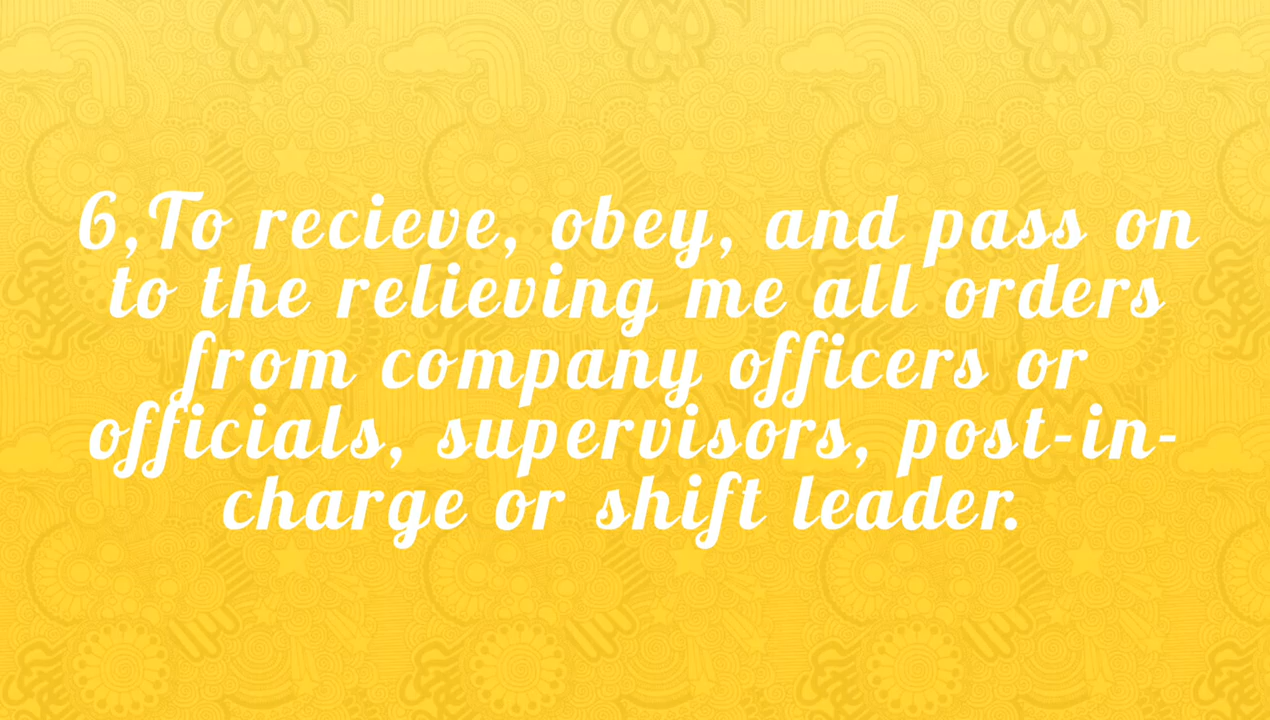 6,To recieve, obey, and pass on
to the relieving me all orders
from company officers or
officials, supervisors, post-in-
charge or shift leader.